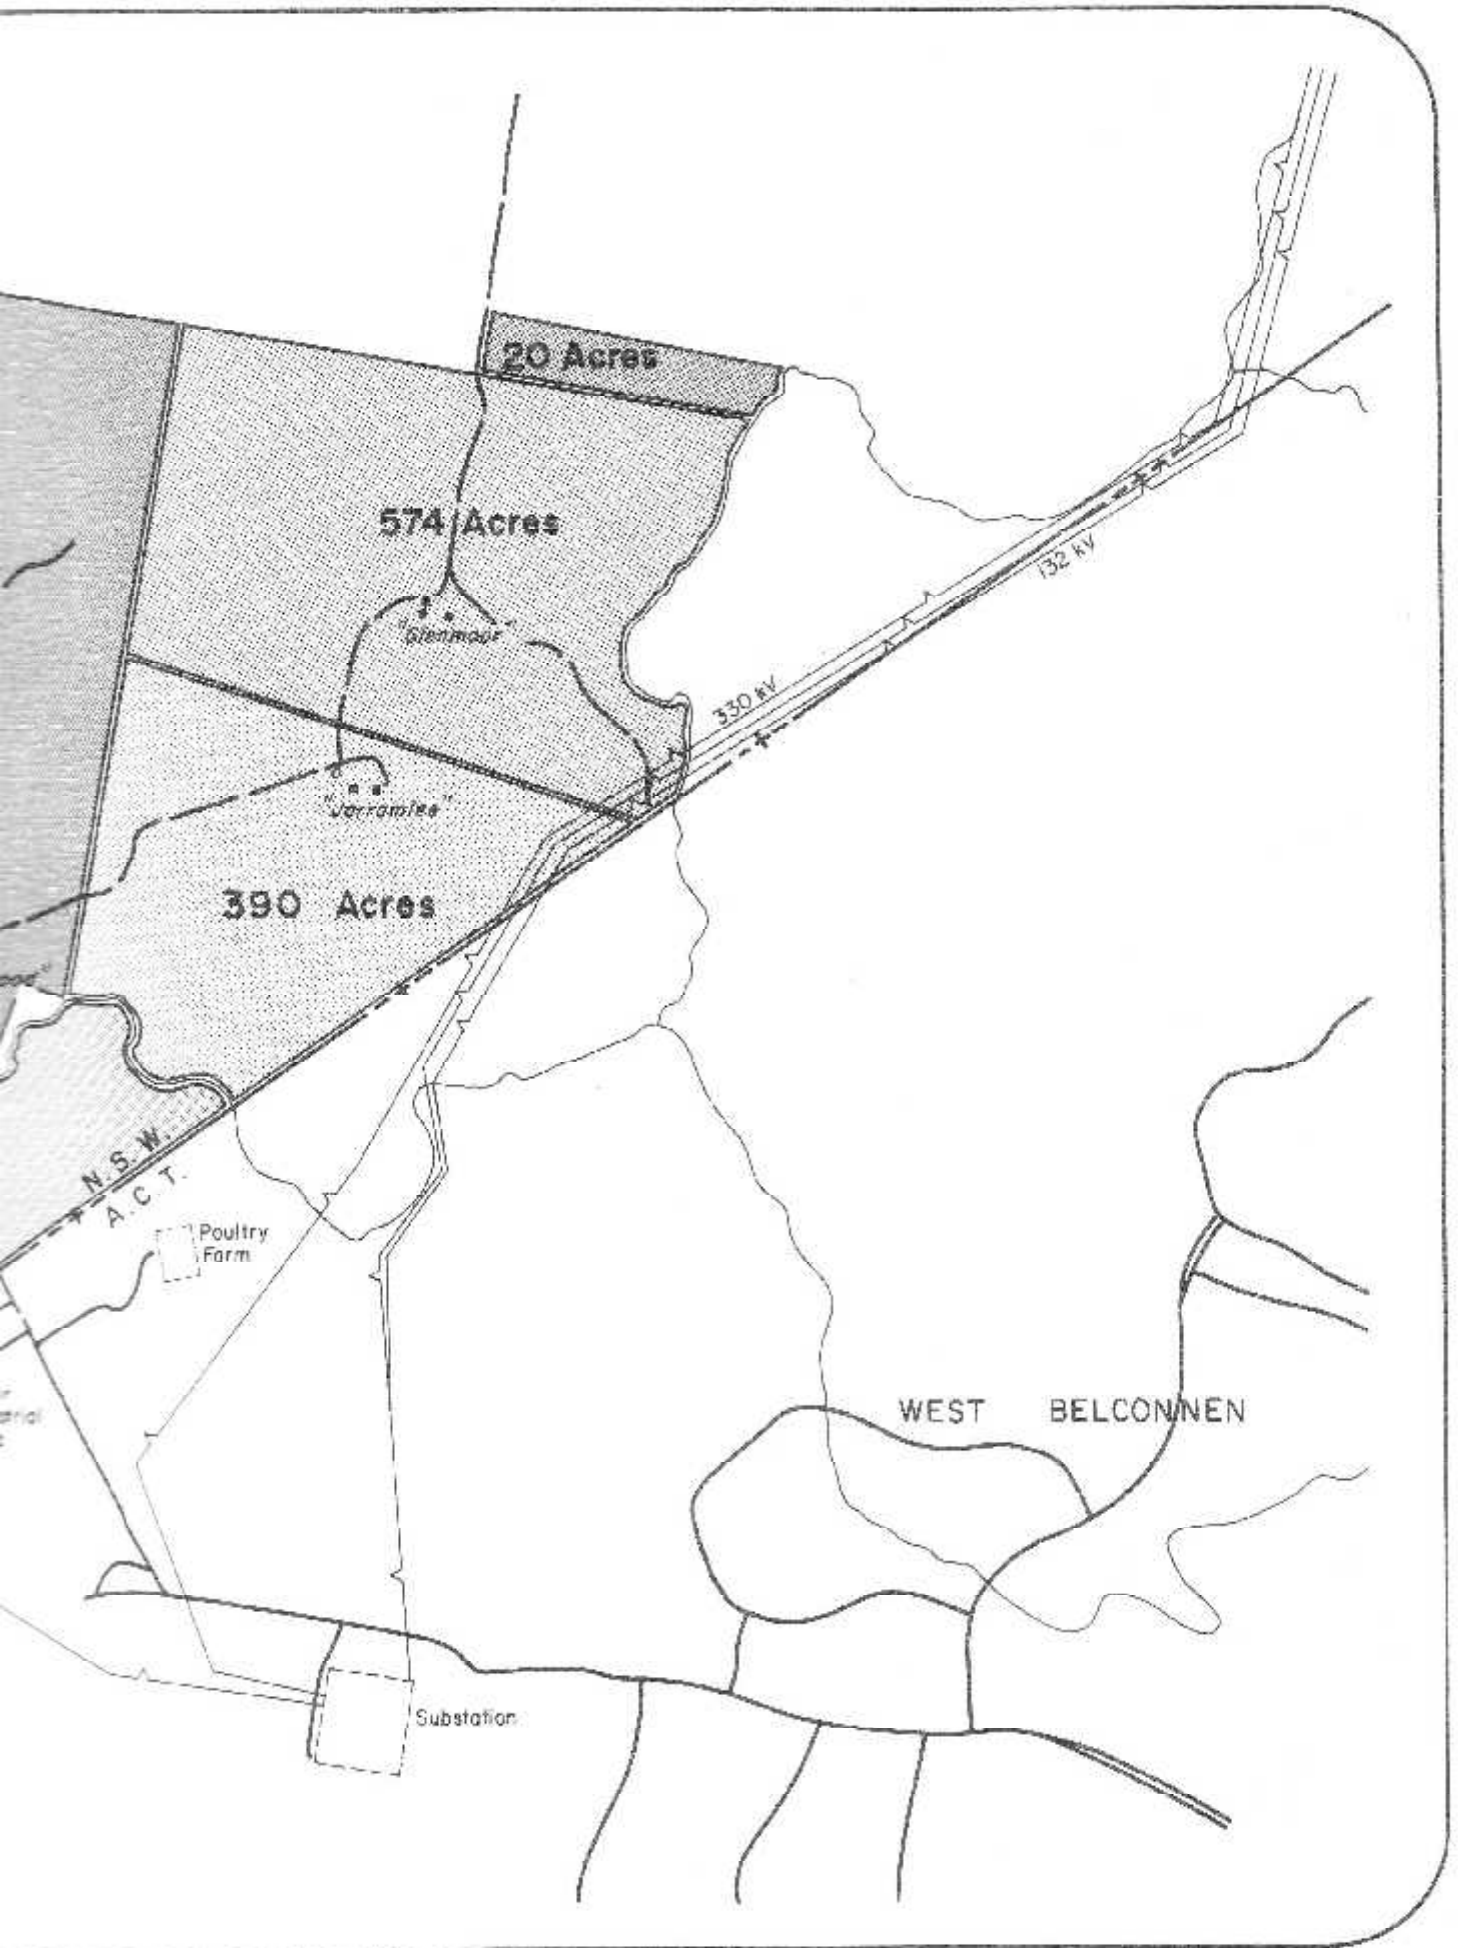 20 Acres
574 Acres
"Glenmoor"
132 kV
330 kV
"Jarramlee"
390 Acres
N. S. W.
A. C. T.
Poultry
Farm
WEST BELCONNEN
Substation